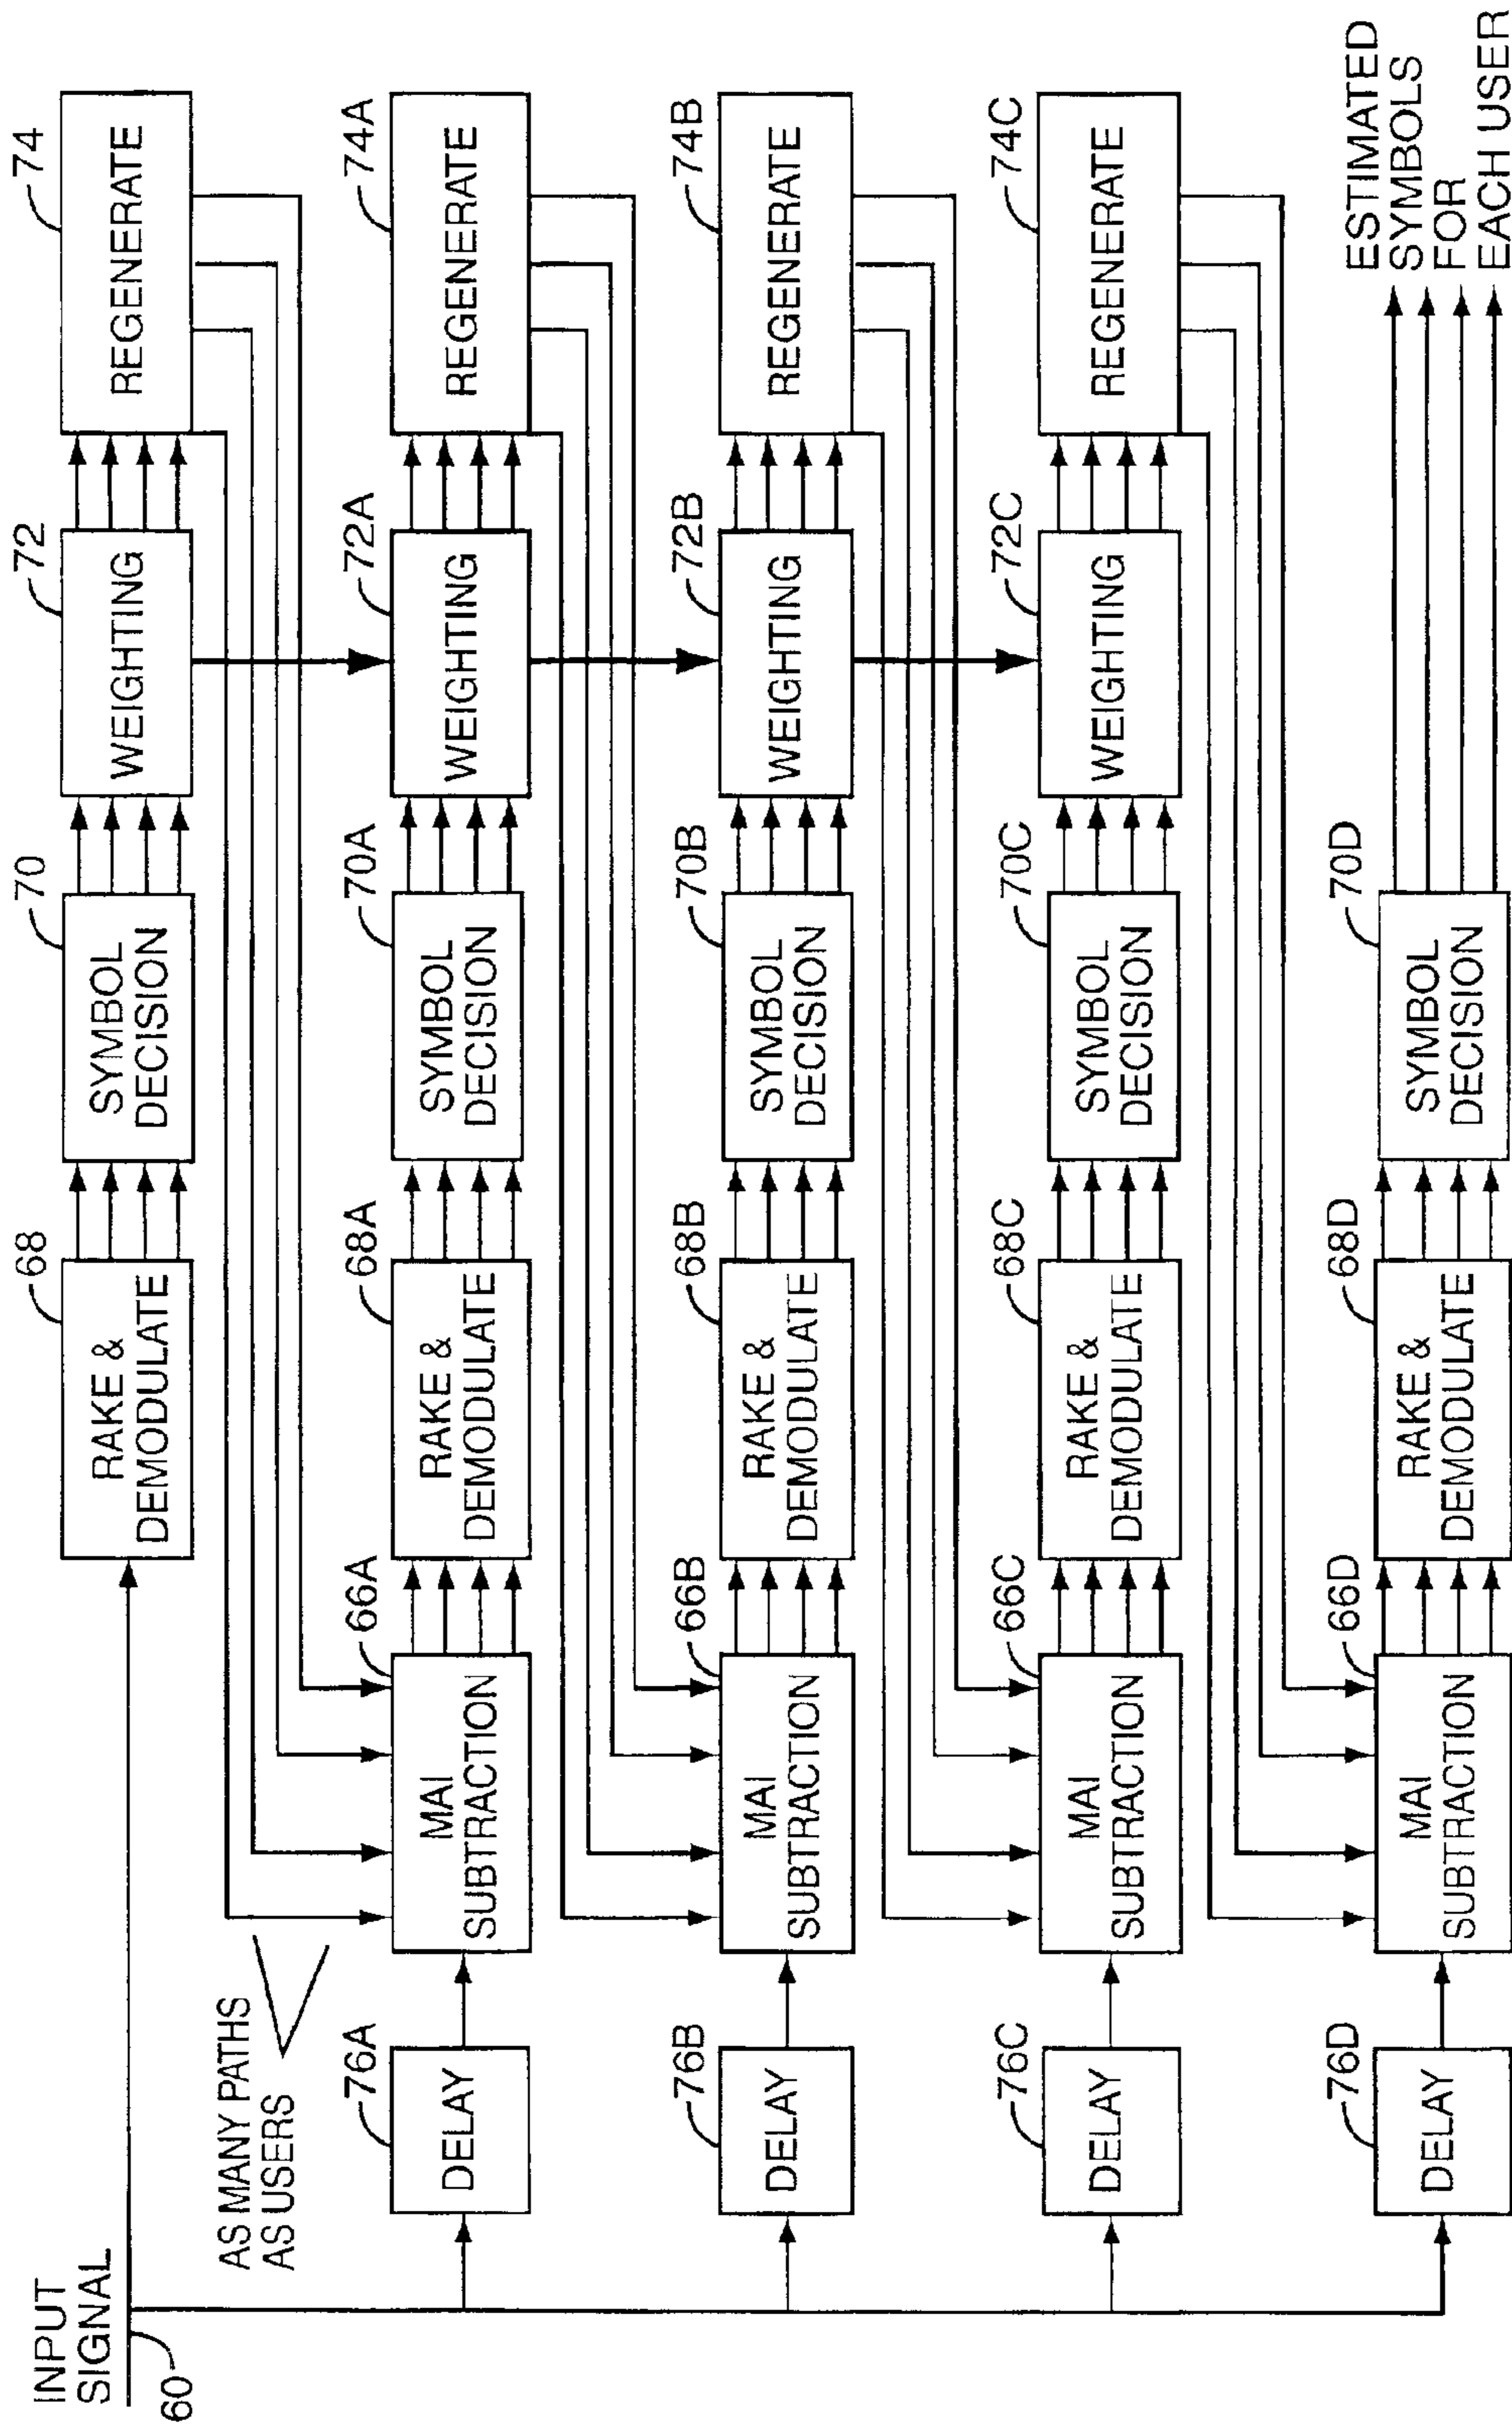 INPUT
SIGNAL
60
68
RAKE &
DEMODULATE
70
SYMBOL
DECISION
72
WEIGHTING
74
REGENERATE
AS MANY PATHS
AS USERS
76A
DELAY
66A
MAI
SUBTRACTION
68A
RAKE &
DEMODULATE
70A
SYMBOL
DECISION
72A
WEIGHTING
74A
REGENERATE
76B
DELAY
66B
MAI
SUBTRACTION
68B
RAKE &
DEMODULATE
70B
SYMBOL
DECISION
72B
WEIGHTING
74B
REGENERATE
76C
DELAY
66C
MAI
SUBTRACTION
68C
RAKE &
DEMODULATE
70C
SYMBOL
DECISION
72C
WEIGHTING
74C
REGENERATE
76D
DELAY
66D
MAI
SUBTRACTION
68D
RAKE &
DEMODULATE
70D
SYMBOL
DECISION
ESTIMATED
SYMBOLS
FOR
EACH USER